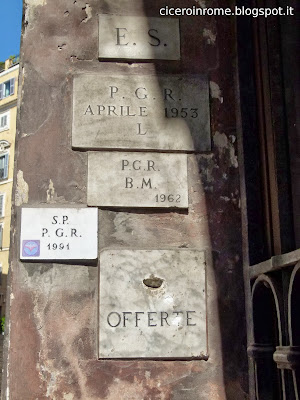 ciceroinrome.blogspot.it
E. S.
P. G. R.
APRILE 1953
L
P.G.R.
B.M.
1962
S.P.
P. G. R.
1991
OFFERTE